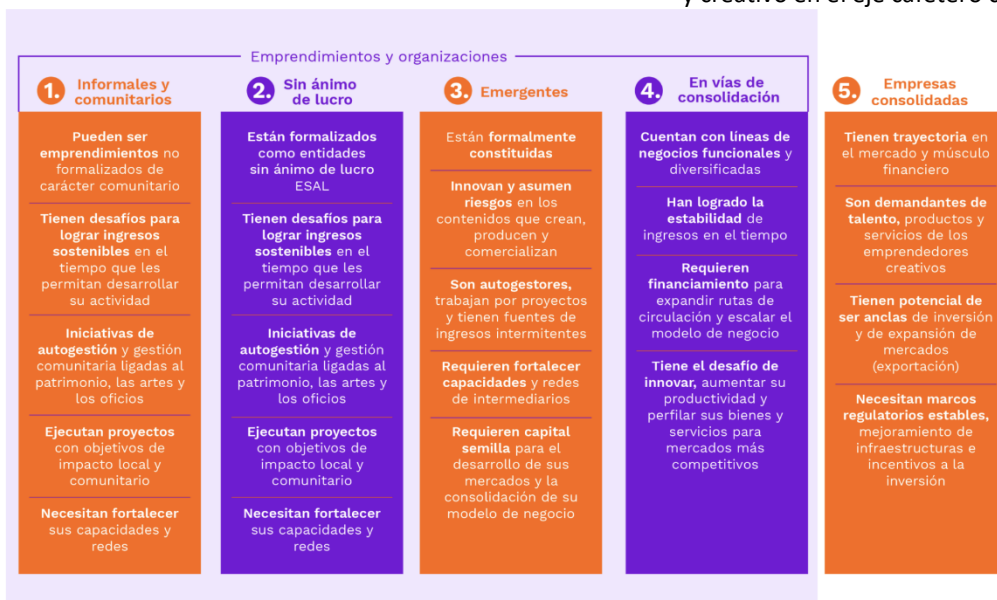 y creativo en el eje cafetero
Emprendimientos y organizaciones
1. Informales y
comunitarios
Pueden ser
emprendimientos no
formalizados de
carácter comunitario
Tienen desafíos para
lograr ingresos
sostenibles en el
tiempo que les
permitan desarrollar
su actividad
Iniciativas de
autogestión y gestión
comunitaria ligadas al
patrimonio, las artes y
los oficios
Ejecutan proyectos
con objetivos de
impacto local y
comunitario
Necesitan fortalecer
sus capacidades y
redes
2. Sin ánimo
de lucro
Están formalizados
como entidades
sin ánimo de lucro
ESAL
Tienen desafíos para
lograr ingresos
sostenibles en el
tiempo que les
permitan desarrollar
su actividad
Iniciativas de
autogestión y gestión
comunitaria ligadas al
patrimonio, las artes y
los oficios
Ejecutan proyectos
con objetivos de
impacto local y
comunitario
Necesitan fortalecer
sus capacidades y
redes
3. Emergentes
Están formalmente
constituidas
Innovan y asumen
riesgos en los
contenidos que crean,
producen y
comercializan
Son autogestores,
trabajan por proyectos
y tienen fuentes de
ingresos intermitentes
Requieren fortalecer
capacidades y redes
de intermediarios
Requieren capital
semilla para el
desarrollo de sus
mercados y la
consolidación de su
modelo de negocio
4. En vías de
consolidación
Cuentan con líneas de
negocios funcionales y
diversificadas
Han logrado la
estabilidad de
ingresos en el tiempo
Requieren
financiamiento para
expandir rutas de
circulación y escalar el
modelo de negocio
Tiene el desafío de
innovar, aumentar su
productividad y
perfilar sus bienes y
servicios para
mercados más
competitivos
5. Empresas
consolidadas
Tienen trayectoria en
el mercado y músculo
financiero
Son demandantes de
talento, productos y
servicios de los
emprendedores
creativos
Tienen potencial de
ser anclas de inversión
y de expansión de
mercados
(exportación)
Necesitan marcos
regulatorios estables,
mejoramiento de
infraestructuras e
incentivos a la
inversión